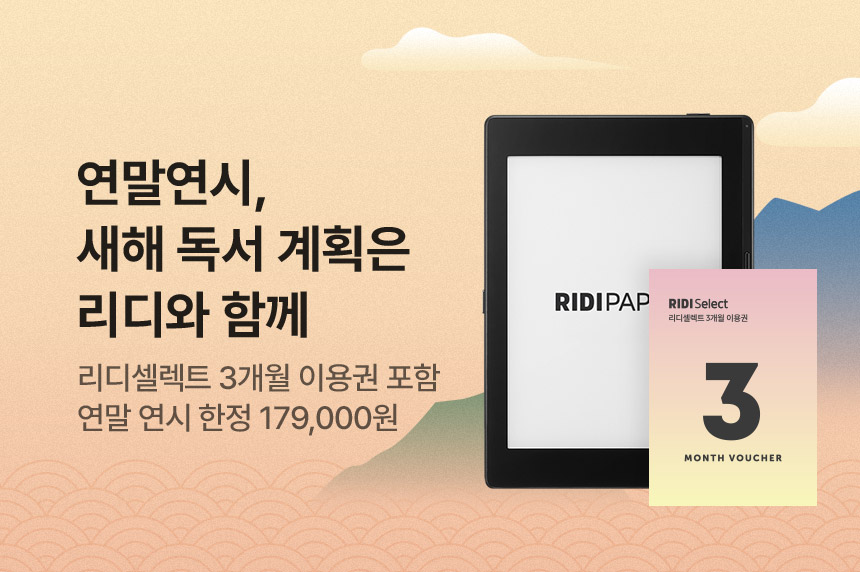 연말연시,
새해 독서 계획은
리디와 함께
리디셀렉트 3개월 이용권 포함
연말 연시 한정 179,000원
RIDIPAP
RIDI Select
리디셀렉트 3개월 이용권
3
MONTH VOUCHER